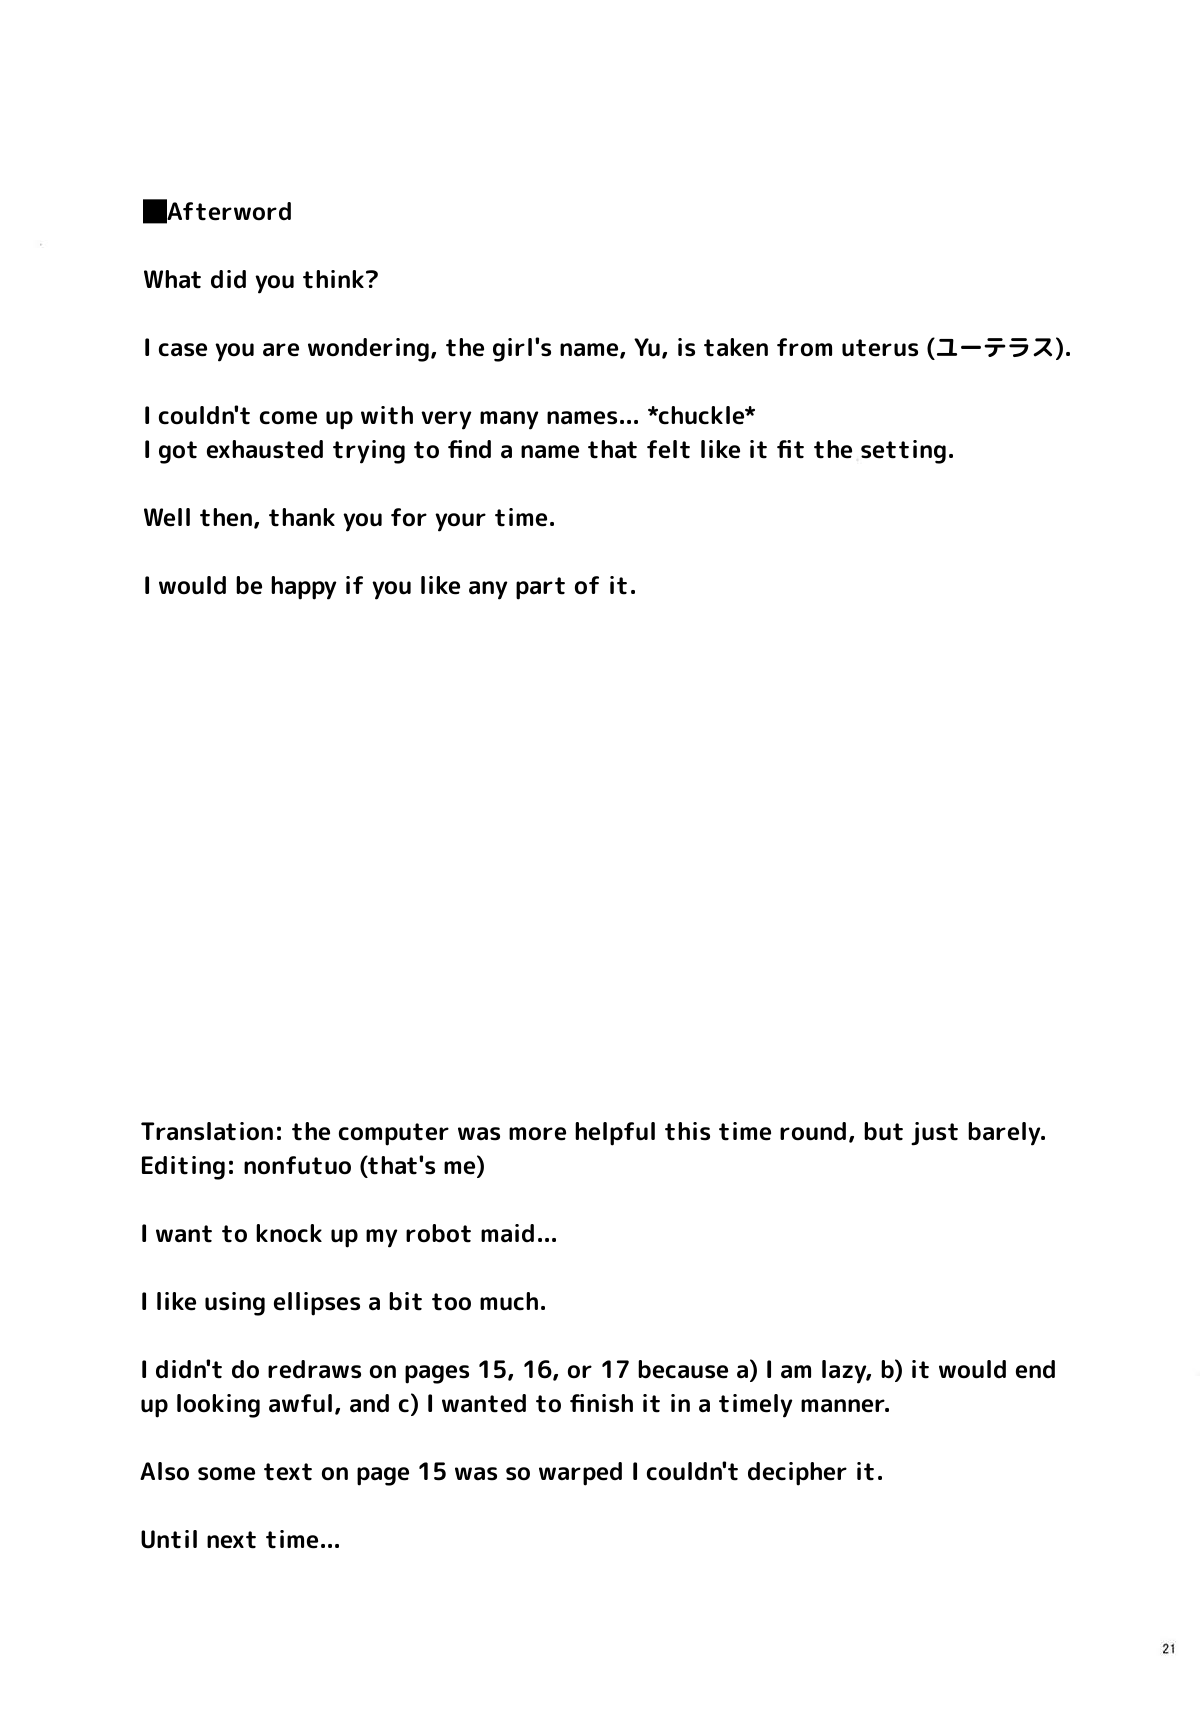 ■Afterword
What did you think?
I case you are wondering, the girl's name, Yu, is taken from uterus (ユーテラス).
I couldn't come up with very many names... *chuckle*
I got exhausted trying to find a name that felt like it fit the setting.
Well then, thank you for your time.
I would be happy if you like any part of it.
Translation: the computer was more helpful this time round, but just barely.
Editing: nonfutuo (that's me)
I want to knock up my robot maid...
I like using ellipses a bit too much.
I didn't do redraws on pages 15, 16, or 17 because a) I am lazy, b) it would end
up looking awful, and c) I wanted to finish it in a timely manner.
Also some text on page 15 was so warped I couldn't decipher it.
Until next time...
21